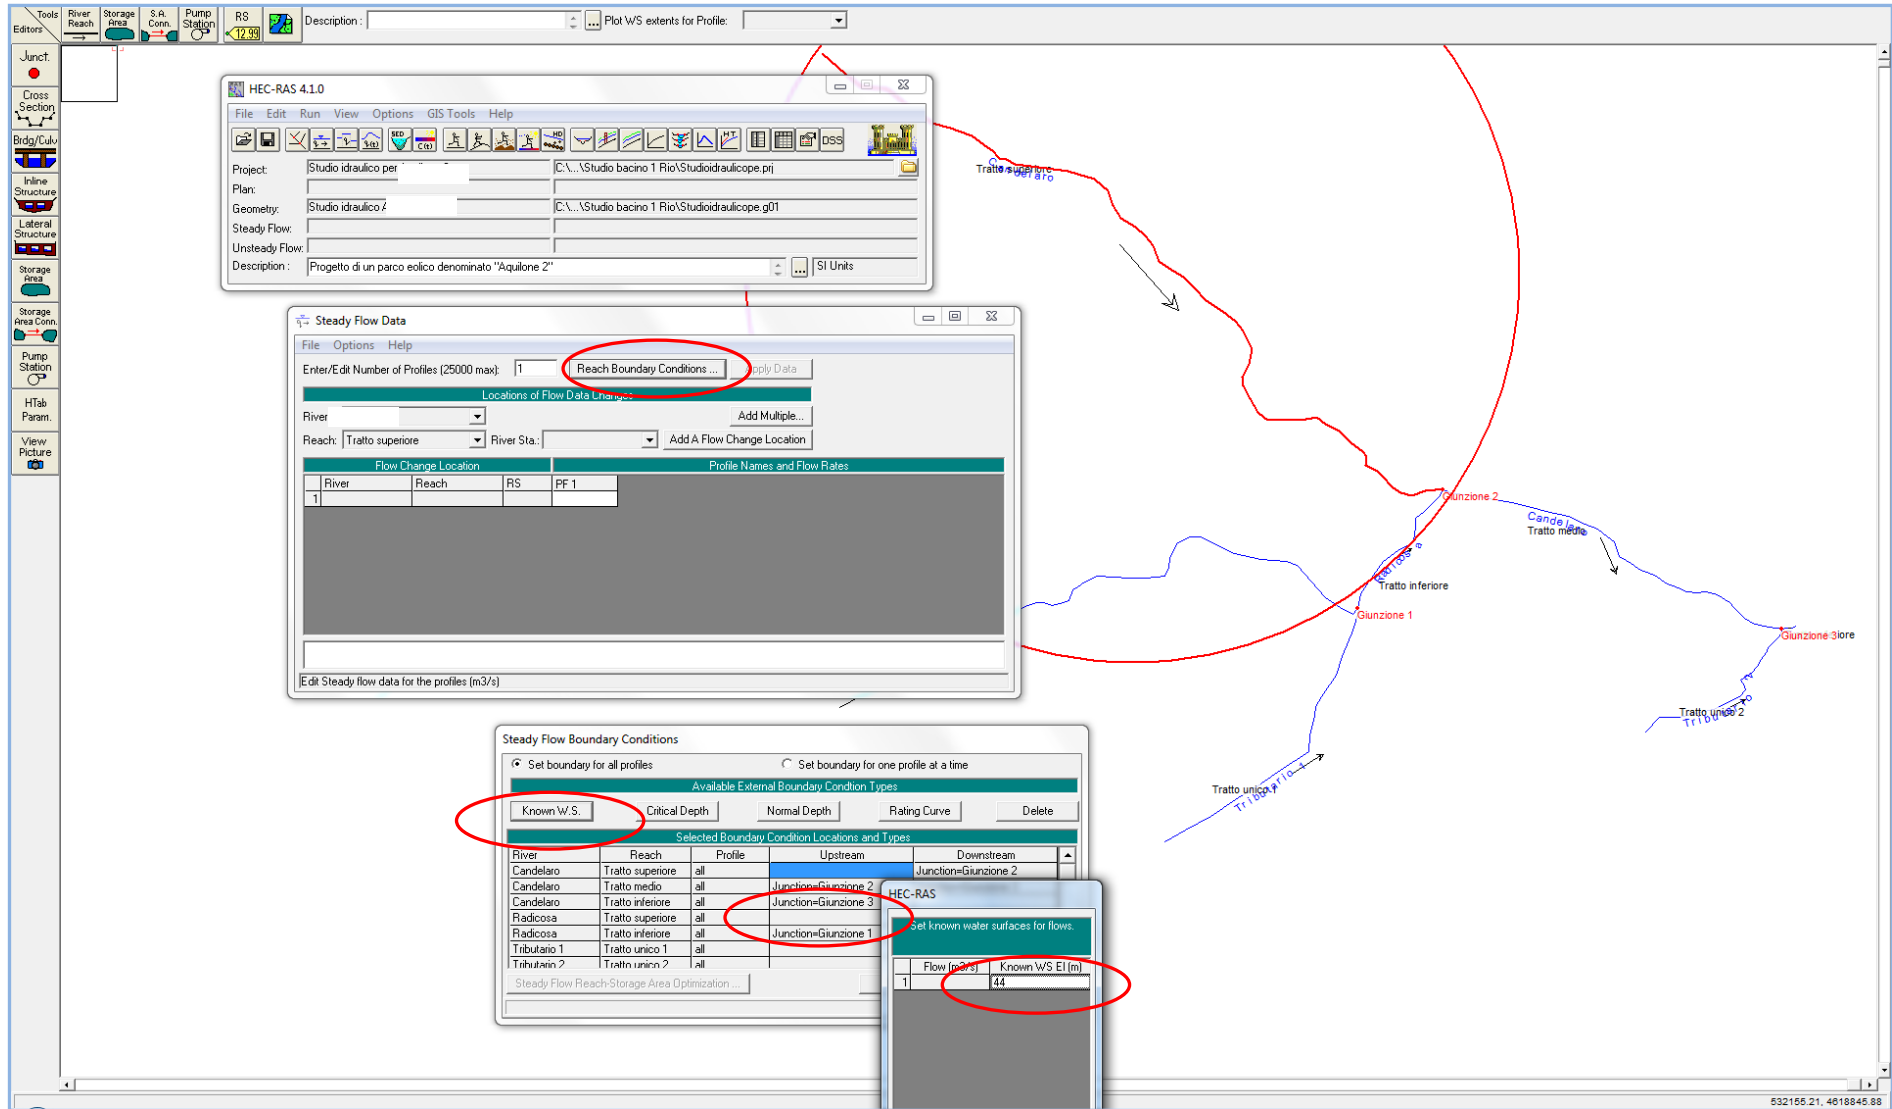 Tools
Editors
River
Reach
Storage
Area
S.A.
Conn.
Pump
Station
RS
12.99
Description :
...
Plot WS extents for Profile:
Junct.
Cross
Section
Brdg/Culv
Inline
Structure
Lateral
Structure
Storage
Area
Storage
Area Conn.
Pump
Station
HTab
Param.
View
Picture
HEC-RAS 4.1.0
File Edit Run View Options GIS Tools Help
DSS
Project: Studio idraulico per C:\...\Studio bacino 1 Rio\Studioidraulicope.prj
Plan:
Geometry: Studio idraulico C:\...\Studio bacino 1 Rio\Studioidraulicope.g01
Steady Flow:
Unsteady Flow:
Description : Progetto di un parco eolico denominato "Aquilone 2" ... SI Units
Steady Flow Data
File Options Help
Enter/Edit Number of Profiles (25000 max): 1 Reach Boundary Conditions ... Apply Data
Locations of Flow Data Changes
River Add Multiple...
Reach: Tratto superiore River Sta.: Add A Flow Change Location
Flow Change Location Profile Names and Flow Rates
River Reach RS PF 1
1
Edit Steady flow data for the profiles (m3/s)
Steady Flow Boundary Conditions
Set boundary for all profiles Set boundary for one profile at a time
Available External Boundary Condtion Types
Known W.S. Critical Depth Normal Depth Rating Curve Delete
Selected Boundary Condition Locations and Types
River Reach Profile Upstream Downstream
Candelaro Tratto superiore all Junction=Giunzione 2
Candelaro Tratto medio all Junction=Giunzione 2
Candelaro Tratto inferiore all Junction=Giunzione 3
Radicosa Tratto superiore all
Radicosa Tratto inferiore all Junction=Giunzione 1
Tributario 1 Tratto unico 1 all
Tributario 2 Tratto unico 2 all
Steady Flow Reach-Storage Area Optimization ...
HEC-RAS
Set known water surfaces for flows.
Flow (m3/s) Known WS El (m)
1 44
Tratto superiore
Candelaro
Giunzione 2
Candelaro
Tratto medio
Radicosa
Tratto inferiore
Giunzione 1
Giunzione 3
iore
Tratto unico 2
Tributario 2
Tratto unico 1
Tributario 1
532155.21, 4618845.88